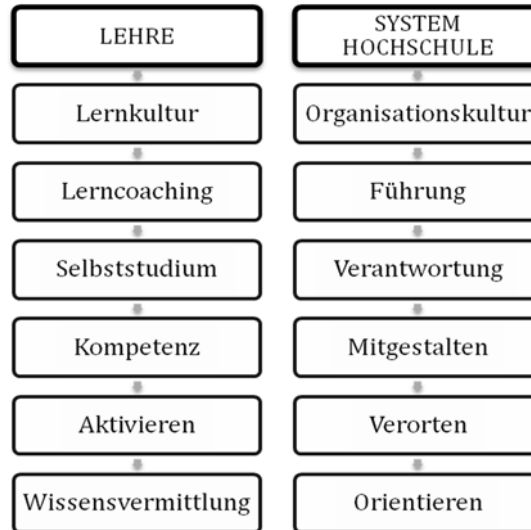 LEHRE
Lernkultur
Lerncoaching
Selbststudium
Kompetenz
Aktivieren
Wissensvermittlung
SYSTEM
HOCHSCHULE
Organisationskultur
Führung
Verantwortung
Mitgestalten
Verorten
Orientieren